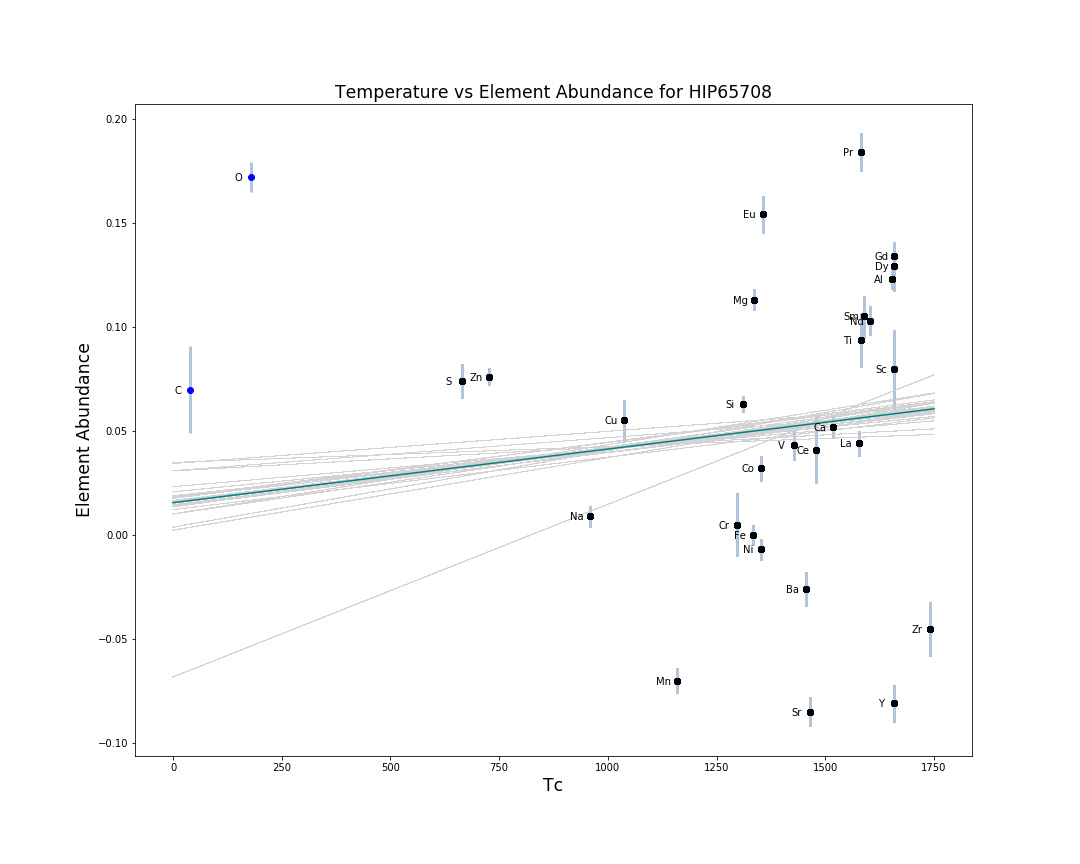 Temperature vs Element Abundance for HIP65708
0.20
Pr
O
0.15
Eu
Gd
Dy
Al
Mg
Sm
Nd
0.10
Ti
Sc
C
S
Zn
Si
Cu
0.05
Ca
La
V
Ce
Co
Na
Cr
0.00
Fe
Ni
Ba
Zr
−0.05
Mn
Y
Sr
−0.10
0
250
500
750
1000
1250
1500
1750
Tc
Element Abundance